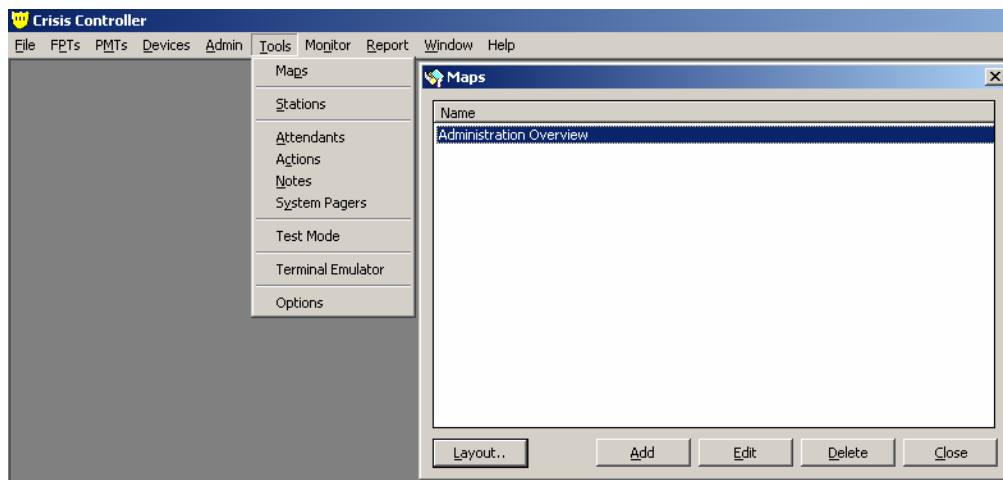 Crisis Controller
File FPTs PMTs Devices Admin Tools Monitor Report Window Help
Maps
Stations
Attendants
Actions
Notes
System Pagers
Test Mode
Terminal Emulator
Options
Maps
Name
Administration Overview
Layout.. Add Edit Delete Close